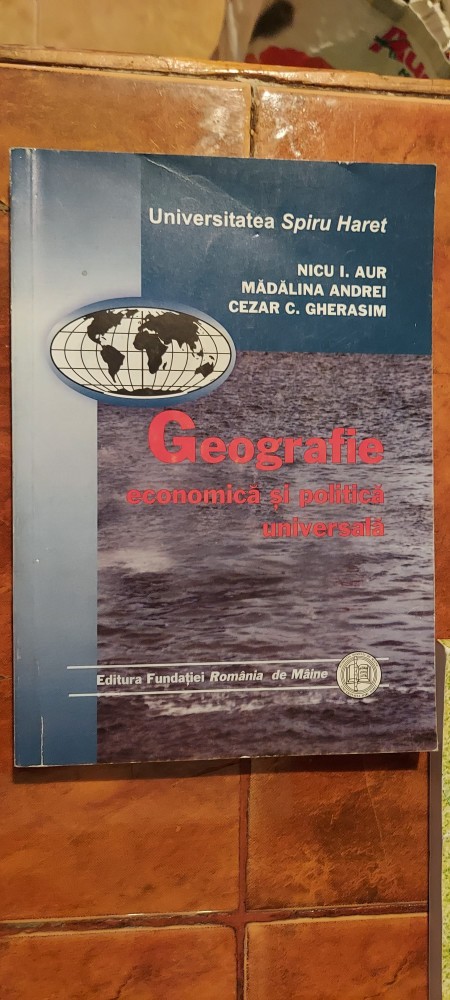 Universitatea Spiru Haret
NICU I. AUR
MĂDĂLINA ANDREI
CEZAR C. GHERASIM
Geografie
economică și politică
universală
Editura Fundației România de Mâine